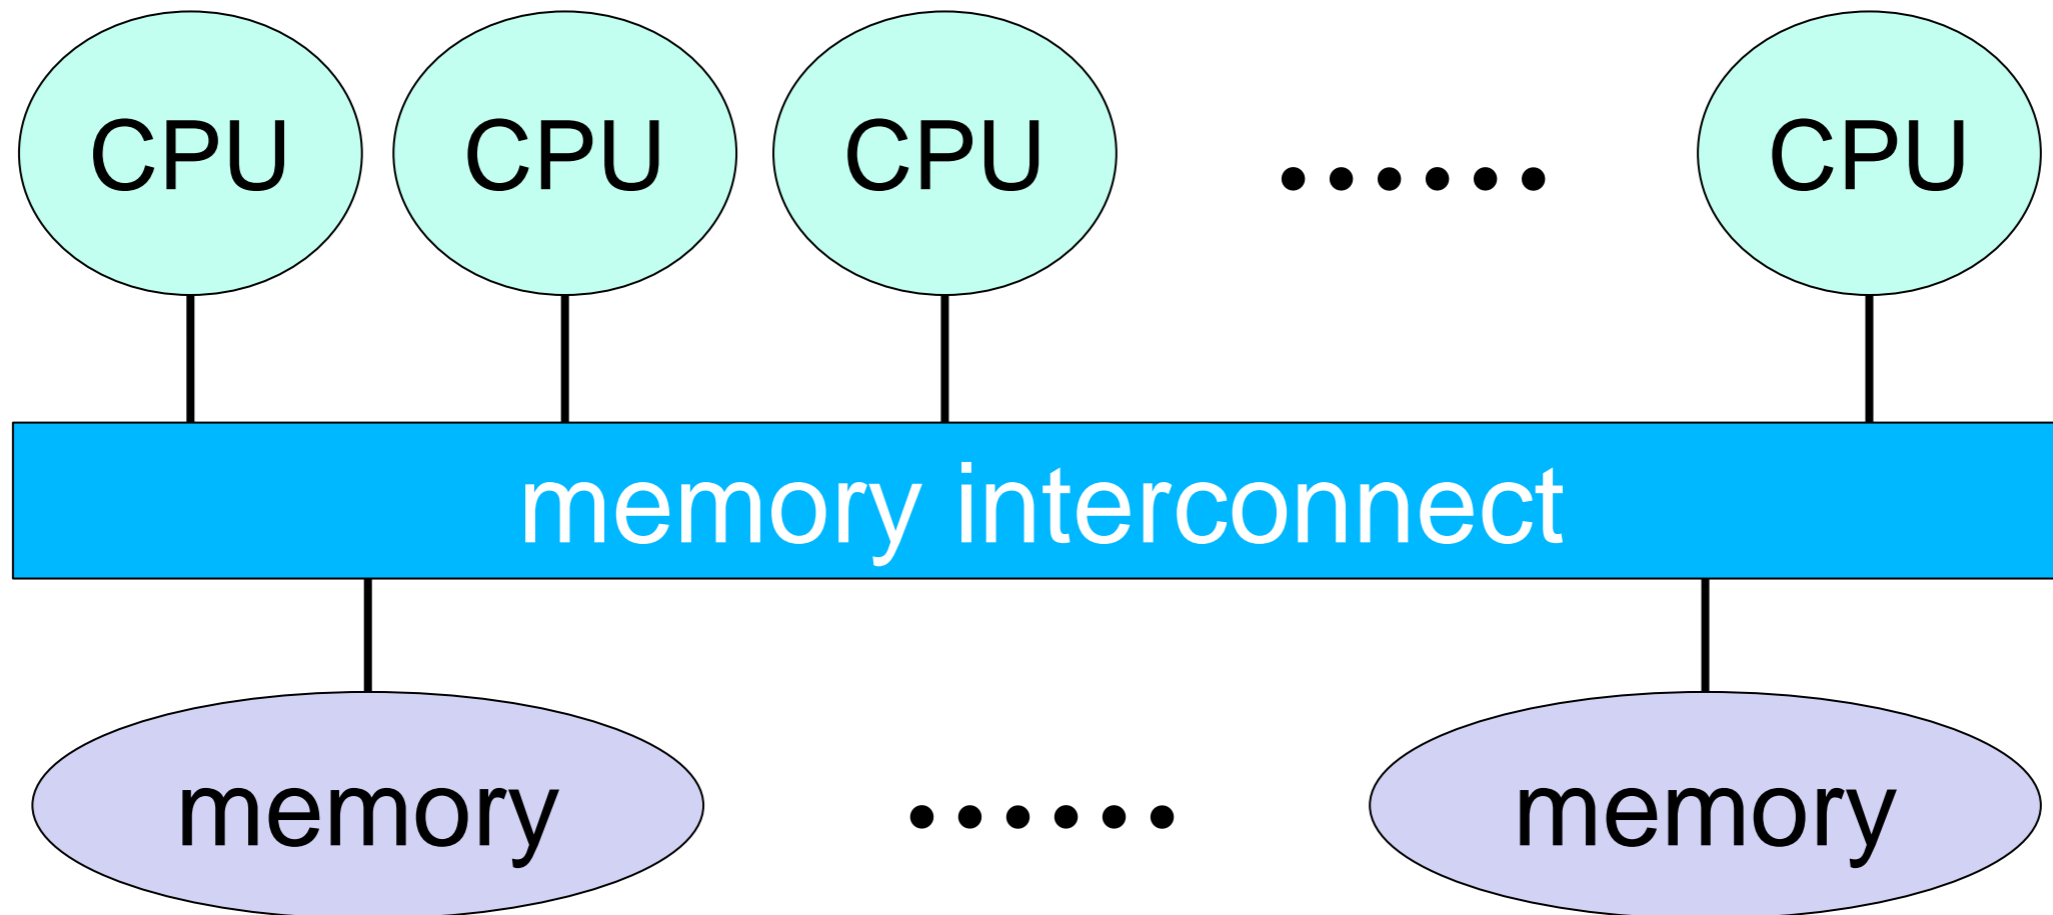 CPU CPU CPU ...... CPU
memory interconnect
memory ...... memory